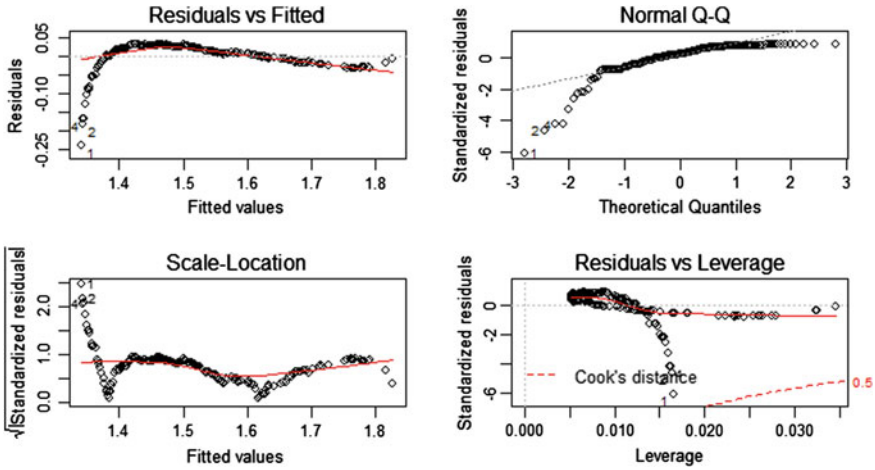 Residuals vs Fitted
Residuals
0.05
-0.10
-0.25
4
2
1
1.4 1.5 1.6 1.7 1.8
Fitted values
Normal Q-Q
Standardized residuals
0
-2
-4
-6
2 4
1
-3 -2 -1 0 1 2 3
Theoretical Quantiles
Scale-Location
√|Standardized residuals|
2.0
1.0
0.0
1
4 2
1.4 1.5 1.6 1.7 1.8
Fitted values
Residuals vs Leverage
Standardized residuals
0
-2
-6
Cook's distance
2
1
0.5
0.000 0.010 0.020 0.030
Leverage